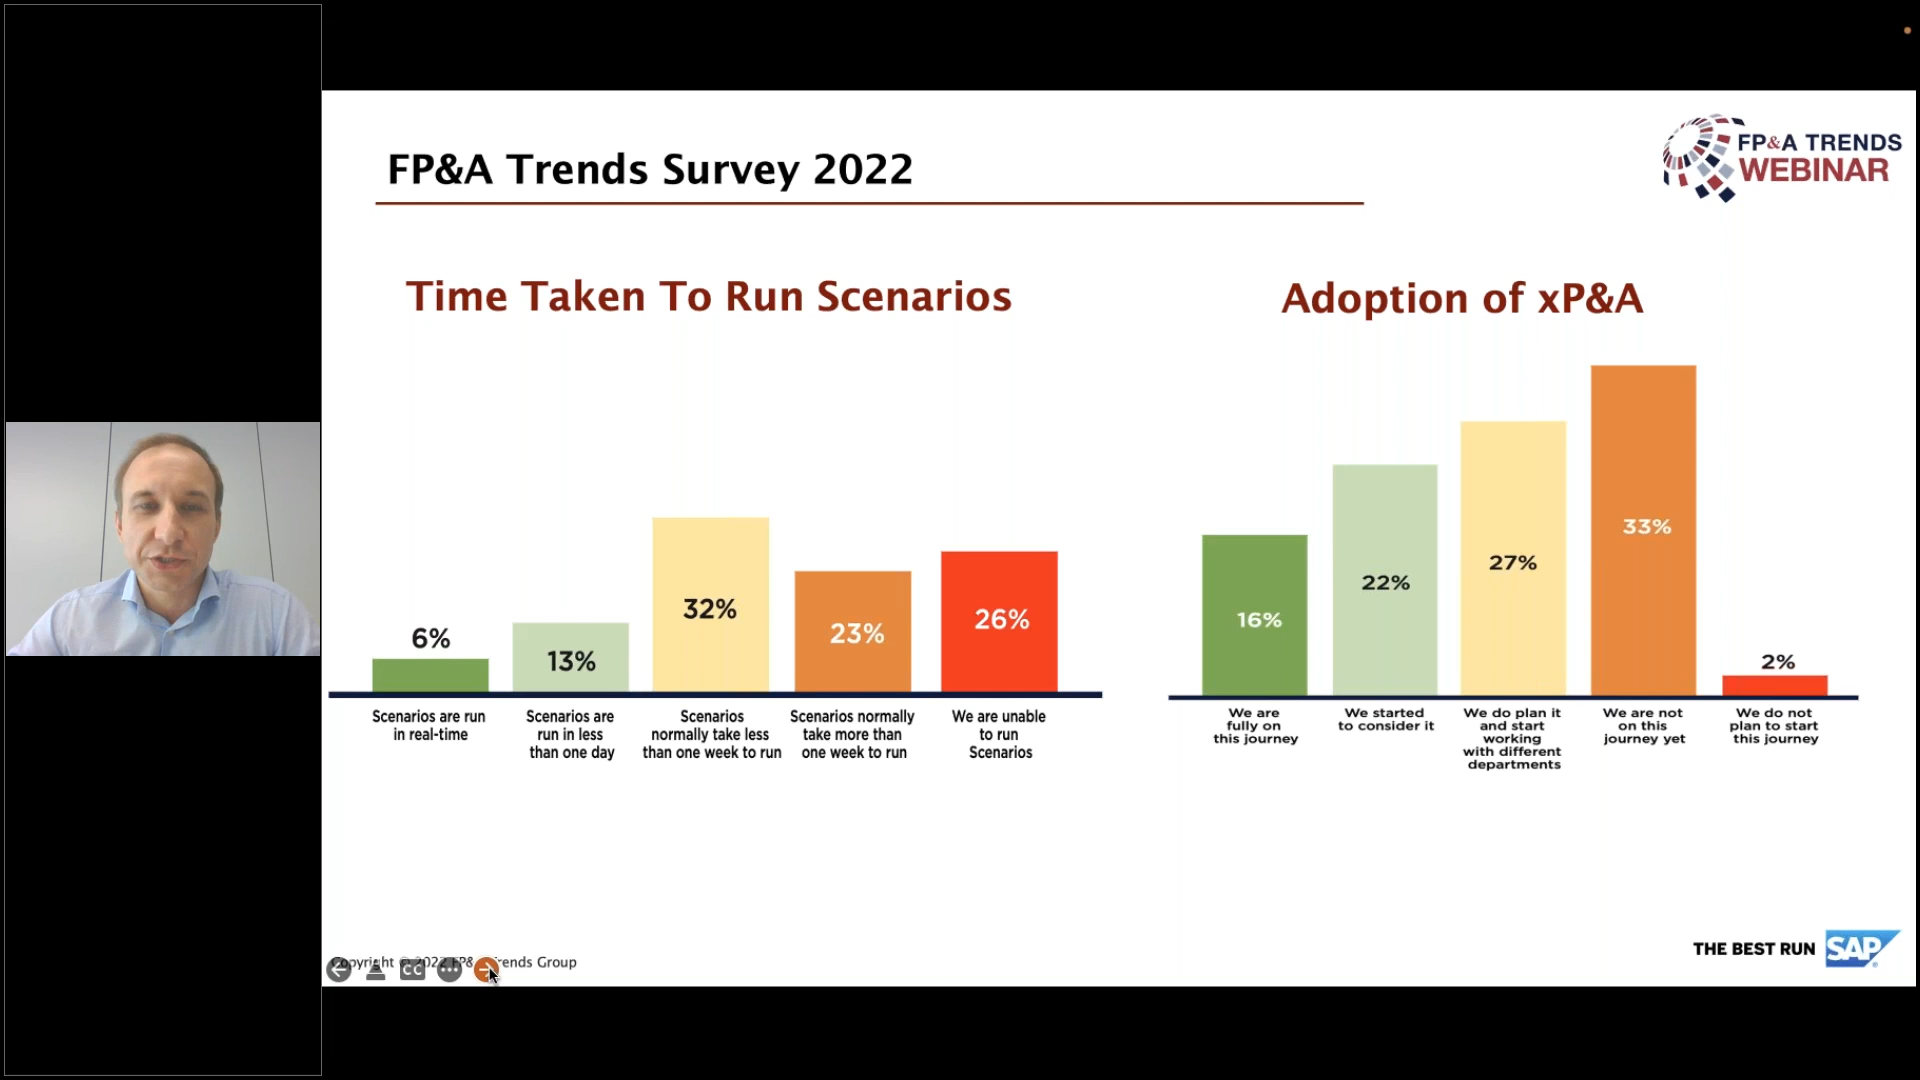 FP&A Trends Survey 2022
FP&A TRENDS
WEBINAR
Time Taken To Run Scenarios
6%
13%
32%
23%
26%
Scenarios are run
in real-time
Scenarios are
run in less
than one day
Scenarios
normally take less
than one week to run
Scenarios normally
take more than
one week to run
We are unable
to run
Scenarios
Adoption of xP&A
16%
22%
27%
33%
2%
We are
fully on
this journey
We started
to consider it
We do plan it
and start
working
with different
departments
We are not
on this
journey yet
We do not
plan to start
this journey
Copyright © 2022 FP&A Trends Group
CC
THE BEST RUN SAP